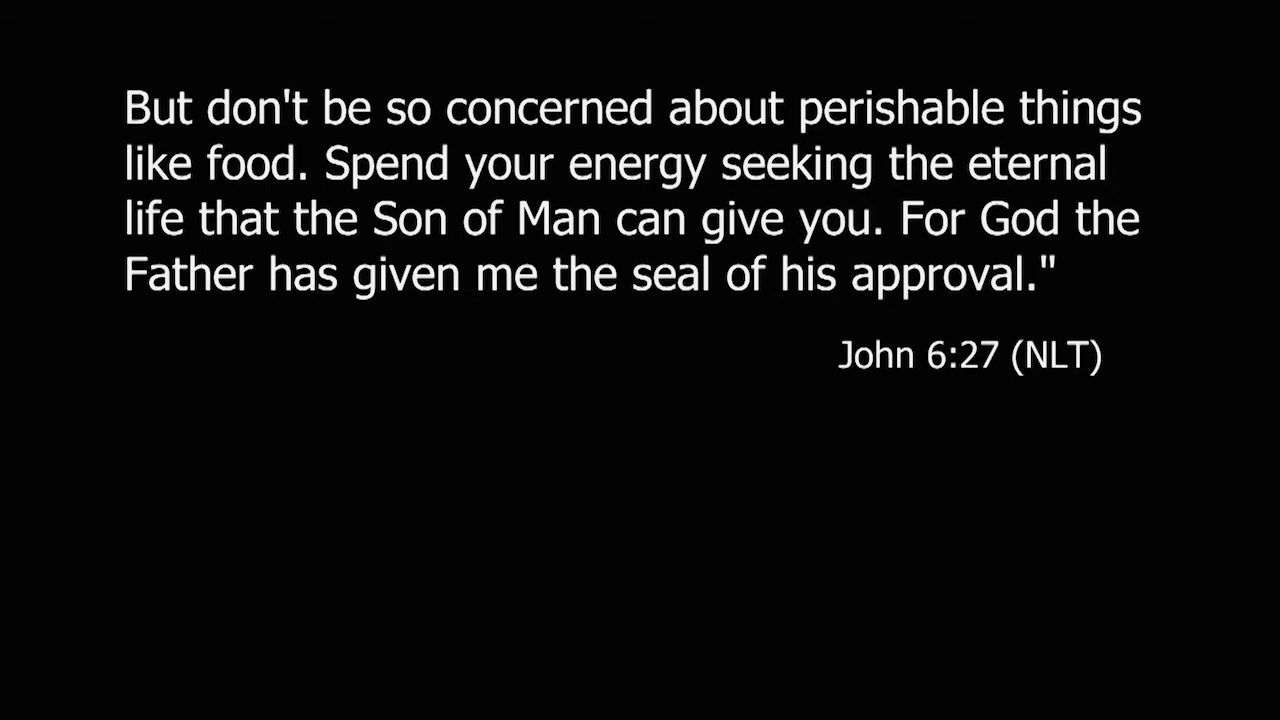 But don't be so concerned about perishable things
like food. Spend your energy seeking the eternal
life that the Son of Man can give you. For God the
Father has given me the seal of his approval."
John 6:27 (NLT)